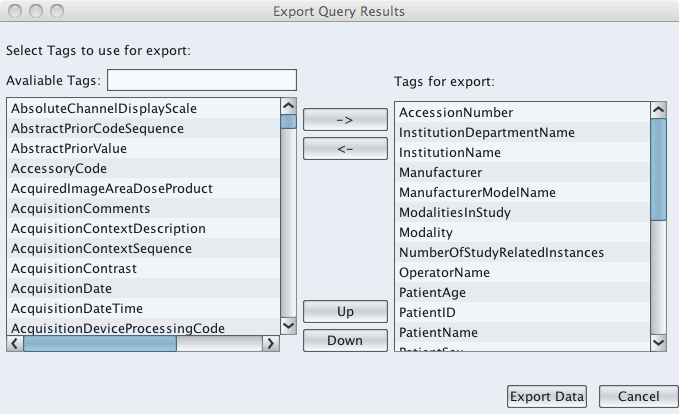 Export Query Results
Select Tags to use for export:
Avaliable Tags:
AbsoluteChannelDisplayScale
AbstractPriorCodeSequence
AbstractPriorValue
AccessoryCode
AcquiredImageAreaDoseProduct
AcquisitionComments
AcquisitionContextDescription
AcquisitionContextSequence
AcquisitionContrast
AcquisitionDate
AcquisitionDateTime
AcquisitionDeviceProcessingCode
->
<-
Up
Down
Tags for export:
AccessionNumber
InstitutionDepartmentName
InstitutionName
Manufacturer
ManufacturerModelName
ModalitiesInStudy
Modality
NumberOfStudyRelatedInstances
OperatorName
PatientAge
PatientID
PatientName
PatientSex
Export Data
Cancel